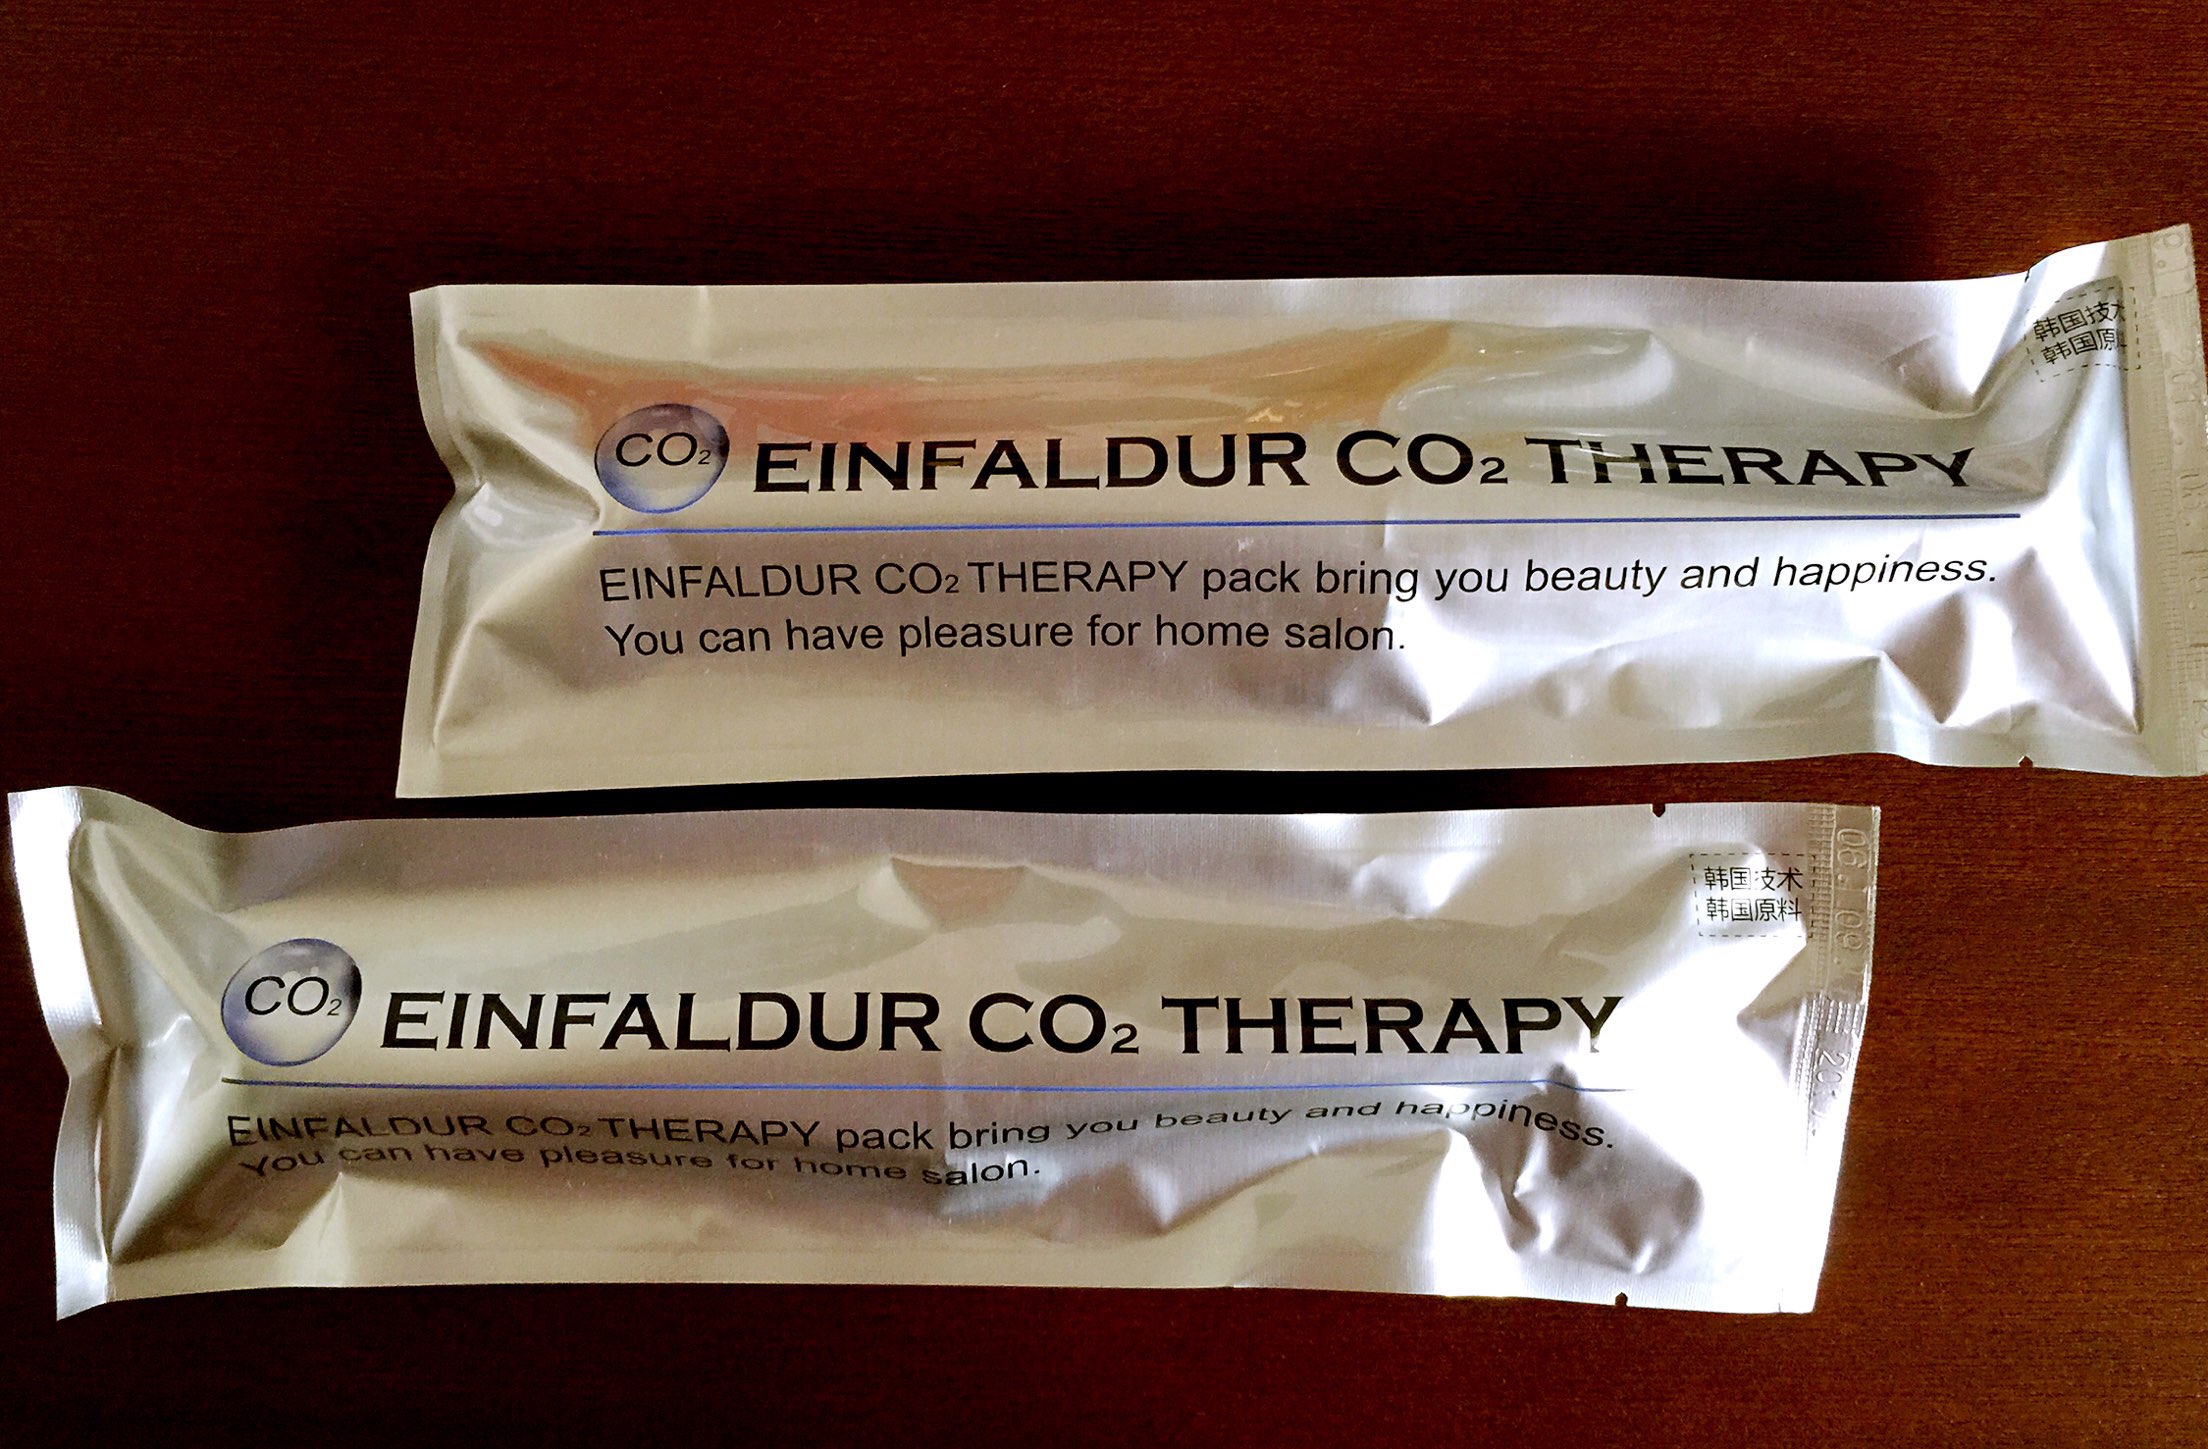 韩国技术
韩国原料
CO₂ EINFALDUR CO₂ THERAPY
EINFALDUR CO₂ THERAPY pack bring you beauty and happiness.
You can have pleasure for home salon.
韩国技术
韩国原料
CO₂ EINFALDUR CO₂ THERAPY
EINFALDUR CO₂ THERAPY pack bring you beauty and happiness.
You can have pleasure for home salon.